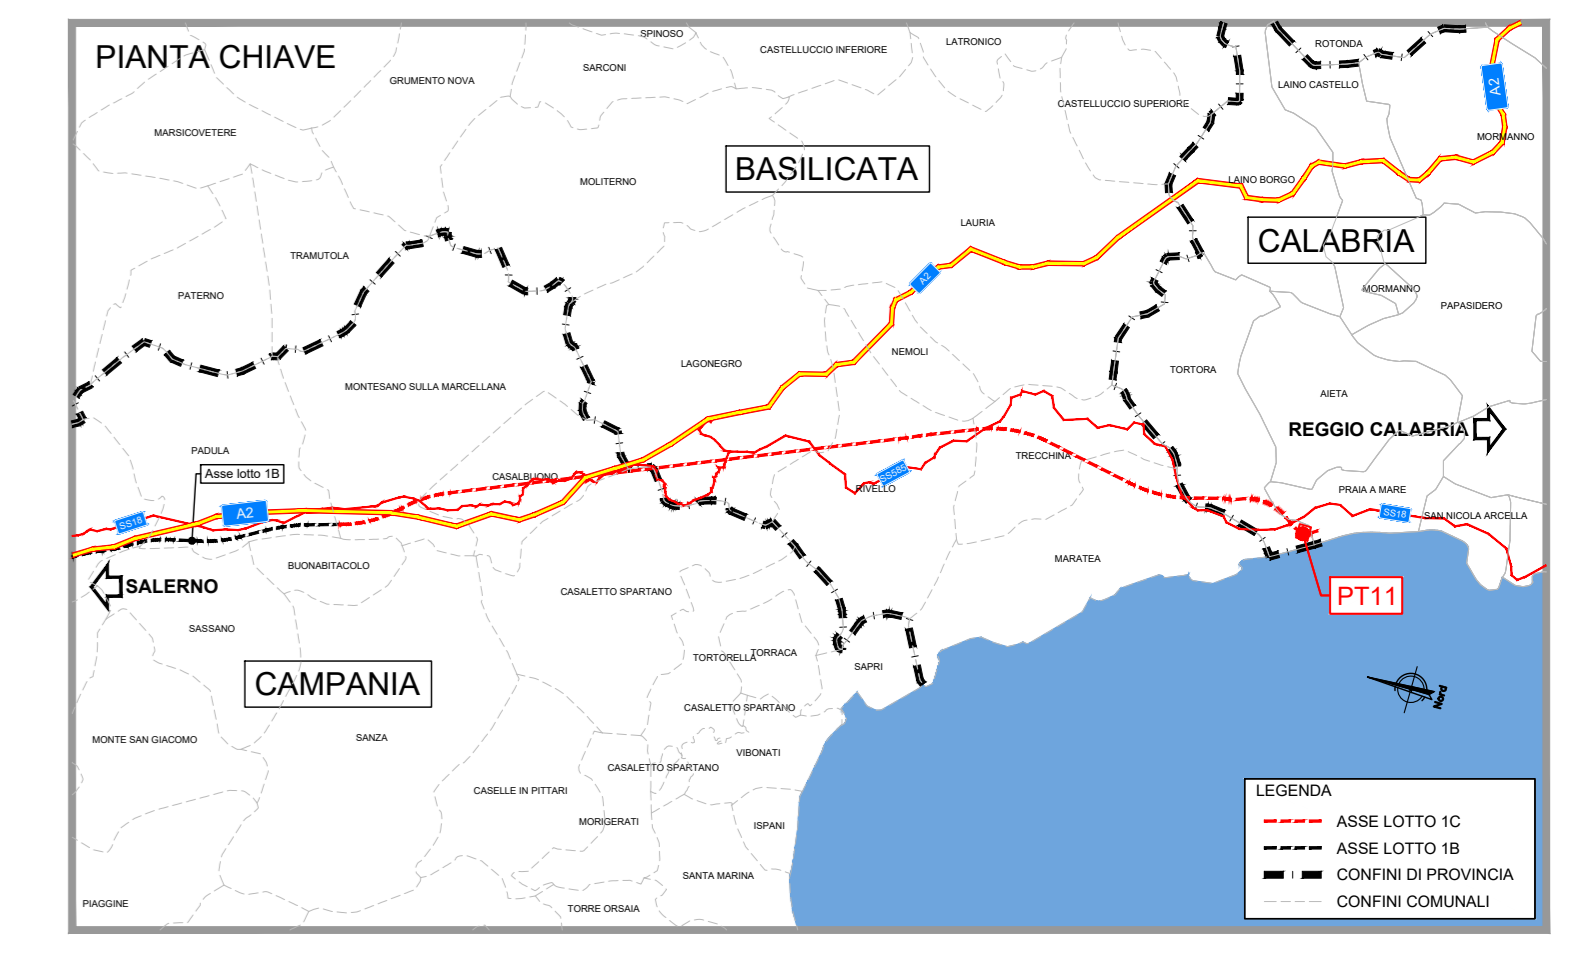 PIANTA CHIAVE
SPINOSO
CASTELLUCCIO INFERIORE
LATRONICO
ROTONDA
SARCONI
GRUMENTO NOVA
LAINO CASTELLO
A2
CASTELLUCCIO SUPERIORE
MARSICOVETERE
MORMANNO
BASILICATA
MOLITERNO
LAINO BORGO
LAURIA
CALABRIA
TRAMUTOLA
A2
MORMANNO
PATERNO
PAPASIDERO
NEMOLI
LAGONEGRO
TORTORA
MONTESANO SULLA MARCELLANA
AIETA
REGGIO CALABRIA
PADULA
TRECCHINA
Asse lotto 1B
CASALBUONO
SS585
RIVELLO
PRAIA A MARE
A2
SS18
SS18
SAN NICOLA ARCELLA
MARATEA
BUONABITACOLO
SALERNO
CASALETTO SPARTANO
PT11
SASSANO
TORRACA
TORTORELLA
SAPRI
CAMPANIA
Nord
CASALETTO SPARTANO
MONTE SAN GIACOMO
SANZA
VIBONATI
CASALETTO SPARTANO
CASELLE IN PITTARI
LEGENDA
MORIGERATI
ISPANI
ASSE LOTTO 1C
ASSE LOTTO 1B
SANTA MARINA
CONFINI DI PROVINCIA
PIAGGINE
TORRE ORSAIA
CONFINI COMUNALI